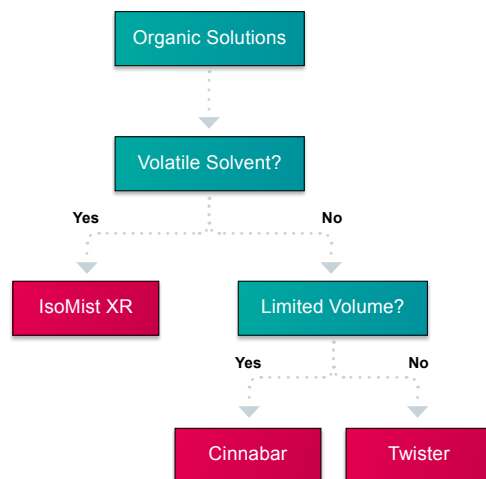 Organic Solutions
Volatile Solvent?
Yes
No
IsoMist XR
Limited Volume?
Yes
No
Cinnabar
Twister